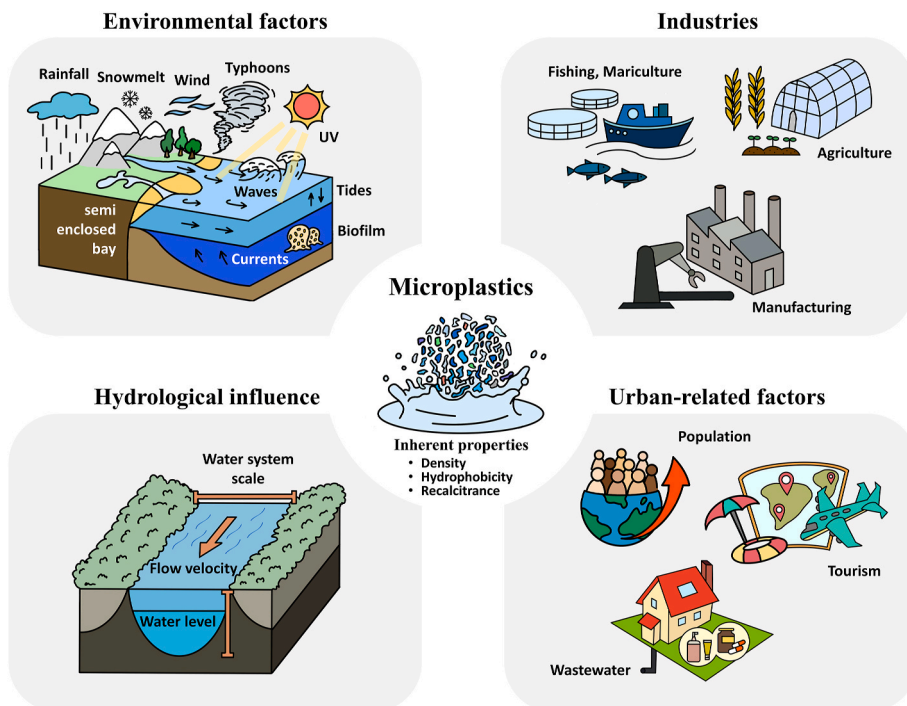 Environmental factors
Rainfall
Snowmelt
Wind
Typhoons
UV
Waves
Tides
semi
enclosed
bay
Biofilm
Currents
Industries
Fishing, Mariculture
Agriculture
Manufacturing
Microplastics
Inherent properties
• Density
• Hydrophobicity
• Recalcitrance
Hydrological influence
Water system
scale
Flow velocity
Water level
Urban-related factors
Population
Tourism
Wastewater